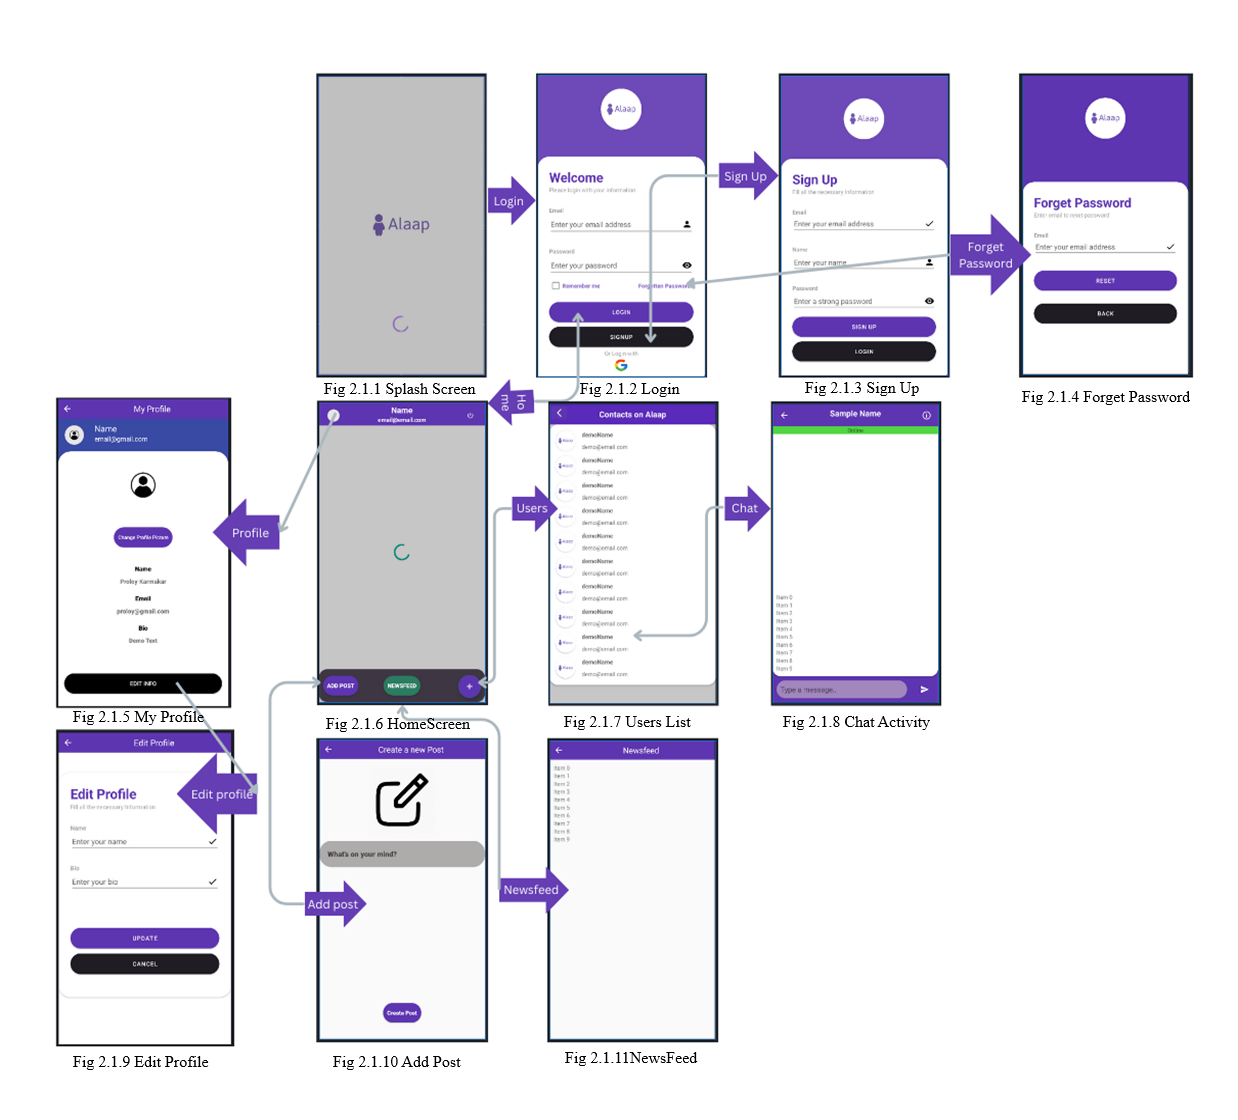 Alaap
Fig 2.1.1 Splash Screen
Login
Alaap
Welcome
Please login with your information
Email
Enter your email address
Password
Enter your password
Remember me
Forgotten Password
LOGIN
SIGNUP
Or Login with
Fig 2.1.2 Login
Sign Up
Alaap
Sign Up
Fill all the necessary information
Email
Enter your email address
Name
Enter your name
Password
Enter a strong password
SIGN UP
LOGIN
Fig 2.1.3 Sign Up
Forget
Password
Alaap
Forget Password
Enter email to reset password
Email
Enter your email address
RESET
BACK
Fig 2.1.4 Forget Password
My Profile
Name
email@gmail.com
Change Profile Picture
Name
Proloy Karmakar
Email
proloy@gmail.com
Bio
Demo Text
EDIT INFO
Fig 2.1.5 My Profile
Profile
Ho
me
Name
email@email.com
ADD POST
NEWSFEED
+
Fig 2.1.6 HomeScreen
Users
Contacts on Alaap
Alaap
demoName
demo@email.com
Alaap
demoName
demo@email.com
Alaap
demoName
demo@email.com
Alaap
demoName
demo@email.com
Alaap
demoName
demo@email.com
Alaap
demoName
demo@email.com
Alaap
demoName
demo@email.com
Alaap
demoName
demo@email.com
Alaap
demoName
demo@email.com
Alaap
demoName
demo@email.com
Fig 2.1.7 Users List
Chat
Sample Name
Online
Item 0
Item 1
Item 2
Item 3
Item 4
Item 5
Item 6
Item 7
Item 8
Item 9
Type a message..
Fig 2.1.8 Chat Activity
Edit Profile
Edit Profile
Fill all the necessary information
Name
Enter your name
Bio
Enter your bio
UPDATE
CANCEL
Fig 2.1.9 Edit Profile
Edit profile
Add post
Create a new Post
What's on your mind?
Create Post
Fig 2.1.10 Add Post
Newsfeed
Newsfeed
Item 0
Item 1
Item 2
Item 3
Item 4
Item 5
Item 6
Item 7
Item 8
Item 9
Fig 2.1.11NewsFeed